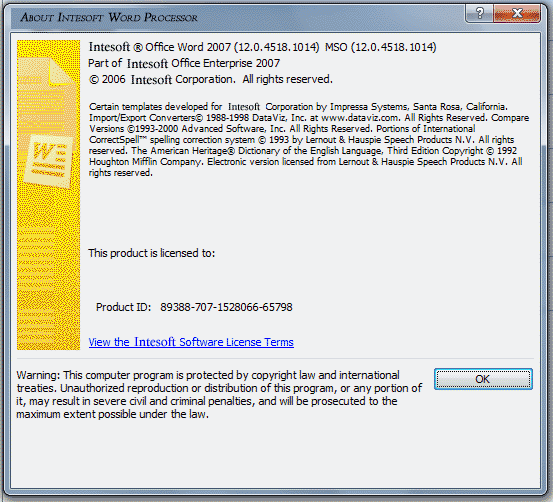 About Intesoft Word Processor
Intesoft ® Office Word 2007 (12.0.4518.1014) MSO (12.0.4518.1014)
Part of Intesoft Office Enterprise 2007
© 2006 Intesoft Corporation. All rights reserved.
Certain templates developed for Intesoft Corporation by Impressa Systems, Santa Rosa, California.
Import/Export Converters© 1988-1998 DataViz, Inc. at www.dataviz.com. All Rights Reserved. Compare
Versions ©1993-2000 Advanced Software, Inc. All Rights Reserved. Portions of International
CorrectSpell™ spelling correction system © 1993 by Lernout & Hauspie Speech Products N.V. All rights
reserved. The American Heritage® Dictionary of the English Language, Third Edition Copyright © 1992
Houghton Mifflin Company. Electronic version licensed from Lernout & Hauspie Speech Products N.V. All
rights reserved.
WE
This product is licensed to:
Product ID: 89388-707-1528066-65798
View the Intesoft Software License Terms
Warning: This computer program is protected by copyright law and international
treaties. Unauthorized reproduction or distribution of this program, or any portion of
it, may result in severe civil and criminal penalties, and will be prosecuted to the
maximum extent possible under the law.
OK